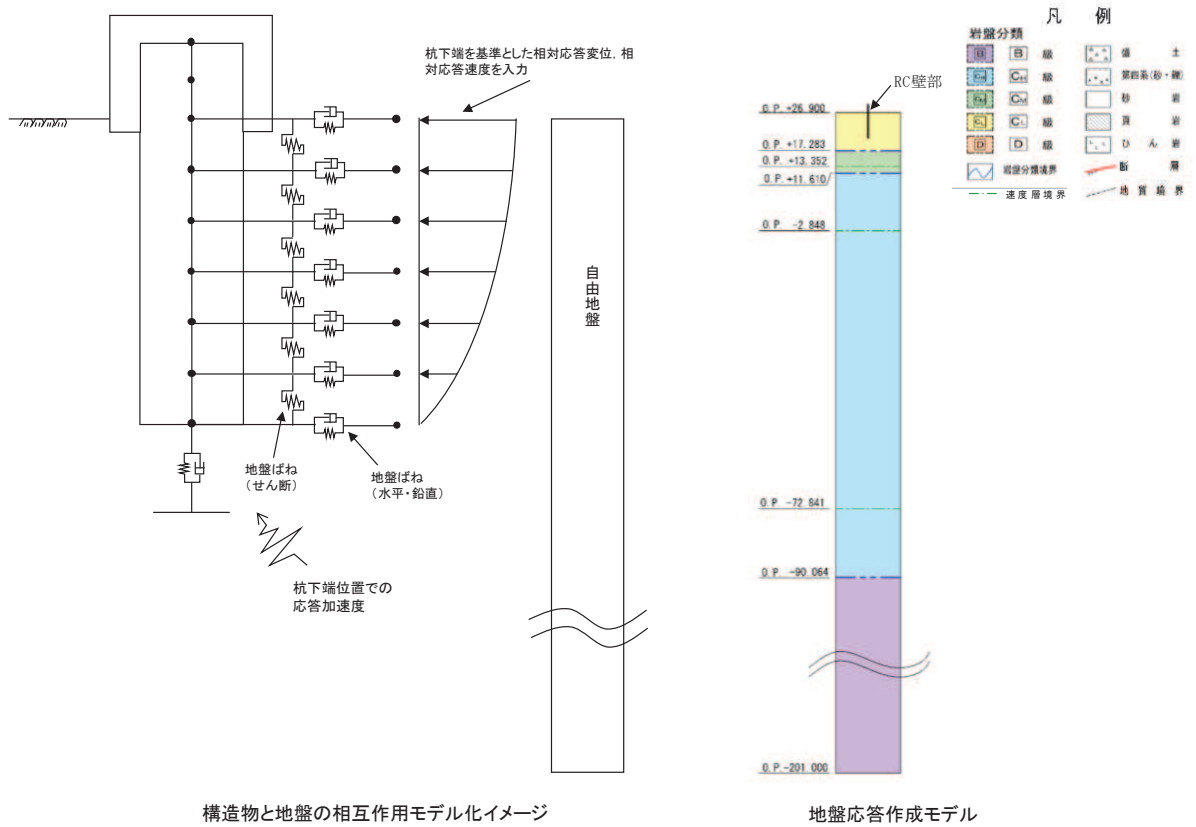 杭下端を基準とした相対応答変位，相
対応答速度を入力
自由地盤
地盤ばね
（せん断）
地盤ばね
（水平・鉛直）
杭下端位置での
応答加速度
構造物と地盤の相互作用モデル化イメージ
RC壁部
O.P.+26.900
O.P.+17.283
O.P.+13.352
O.P.+11.610
O.P. -2.848
O.P. -72.841
O.P. -90.064
O.P.-201.000
地盤応答作成モデル
凡 例
岩盤分類
B B 級
CH CH 級
CM CM 級
CL CL 級
D D 級
岩盤分類境界
速度層境界
盛 土
第四系(砂・礫)
砂 岩
頁 岩
ひん岩
断 層
地質境界